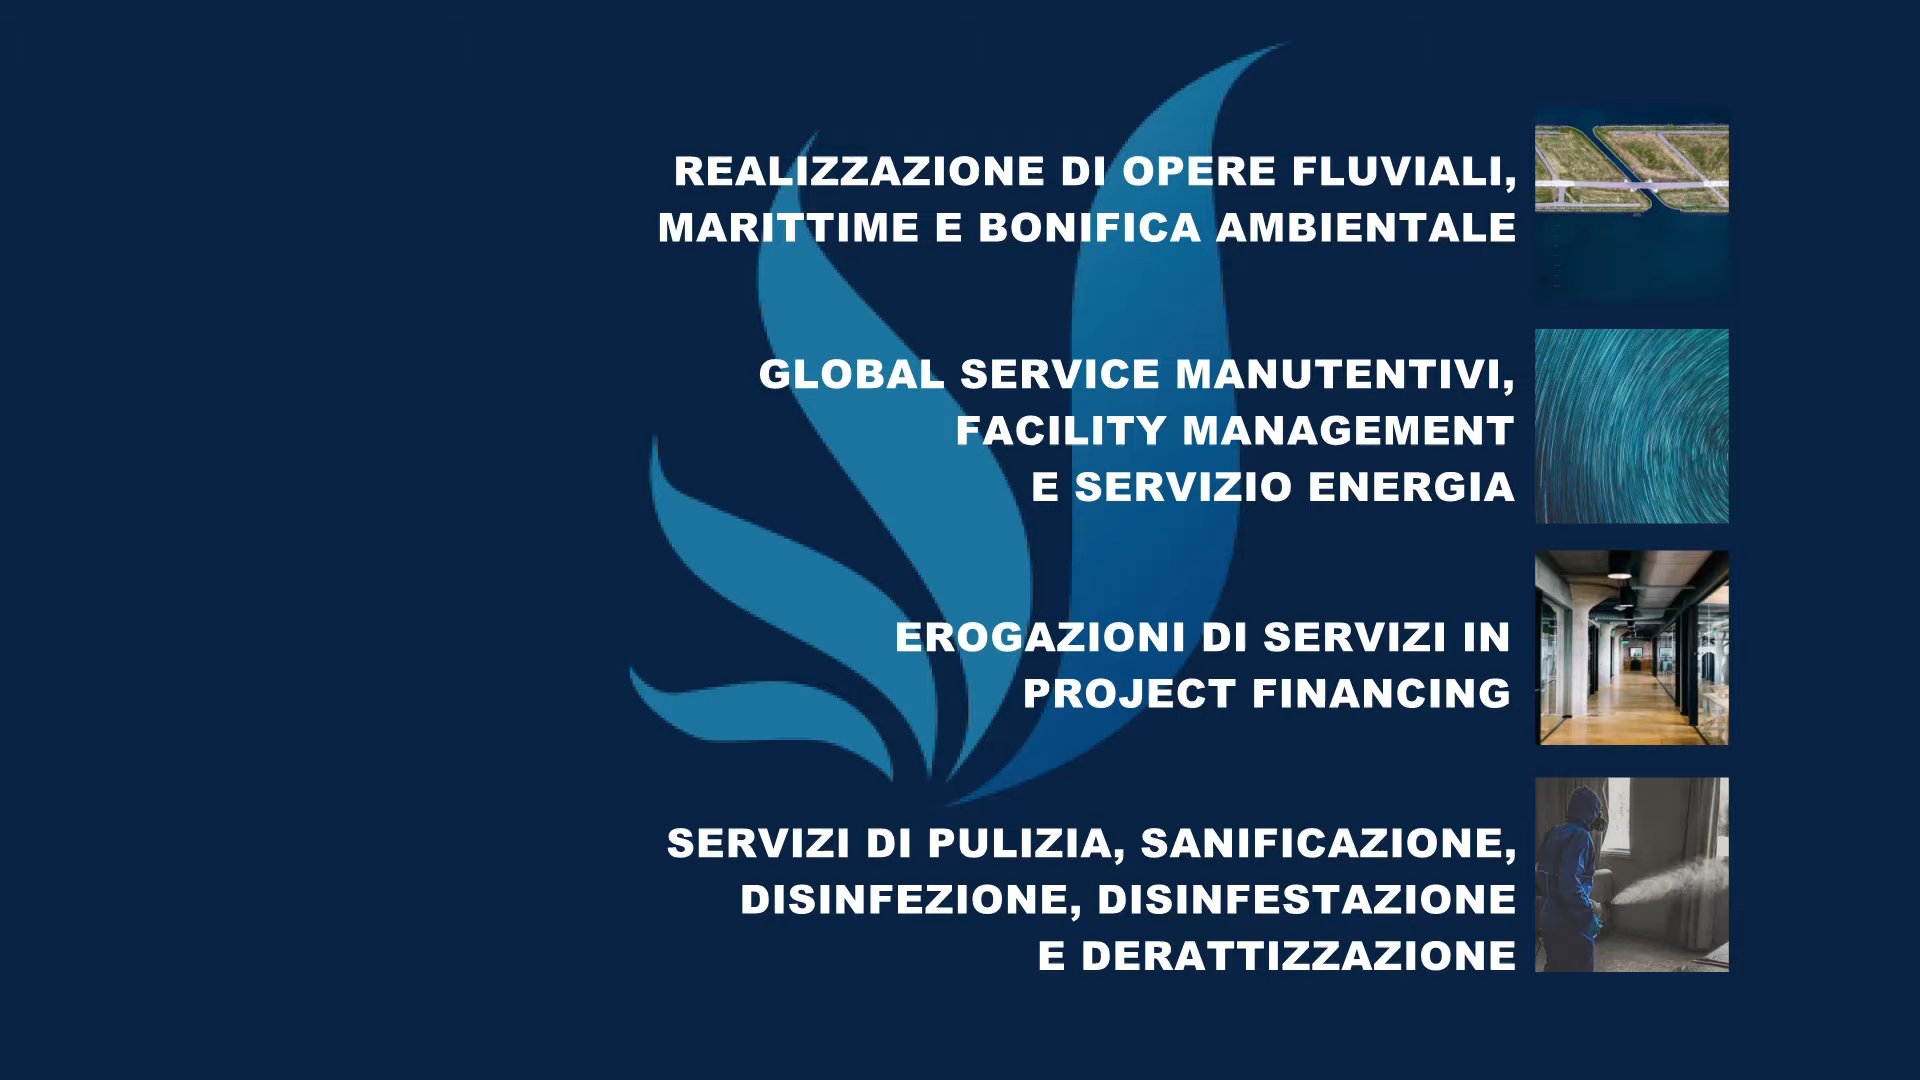 REALIZZAZIONE DI OPERE FLUVIALI,
MARITTIME E BONIFICA AMBIENTALE
GLOBAL SERVICE MANUTENTIVI,
FACILITY MANAGEMENT
E SERVIZIO ENERGIA
EROGAZIONI DI SERVIZI IN
PROJECT FINANCING
SERVIZI DI PULIZIA, SANIFICAZIONE,
DISINFEZIONE, DISINFESTAZIONE
E DERATTIZZAZIONE